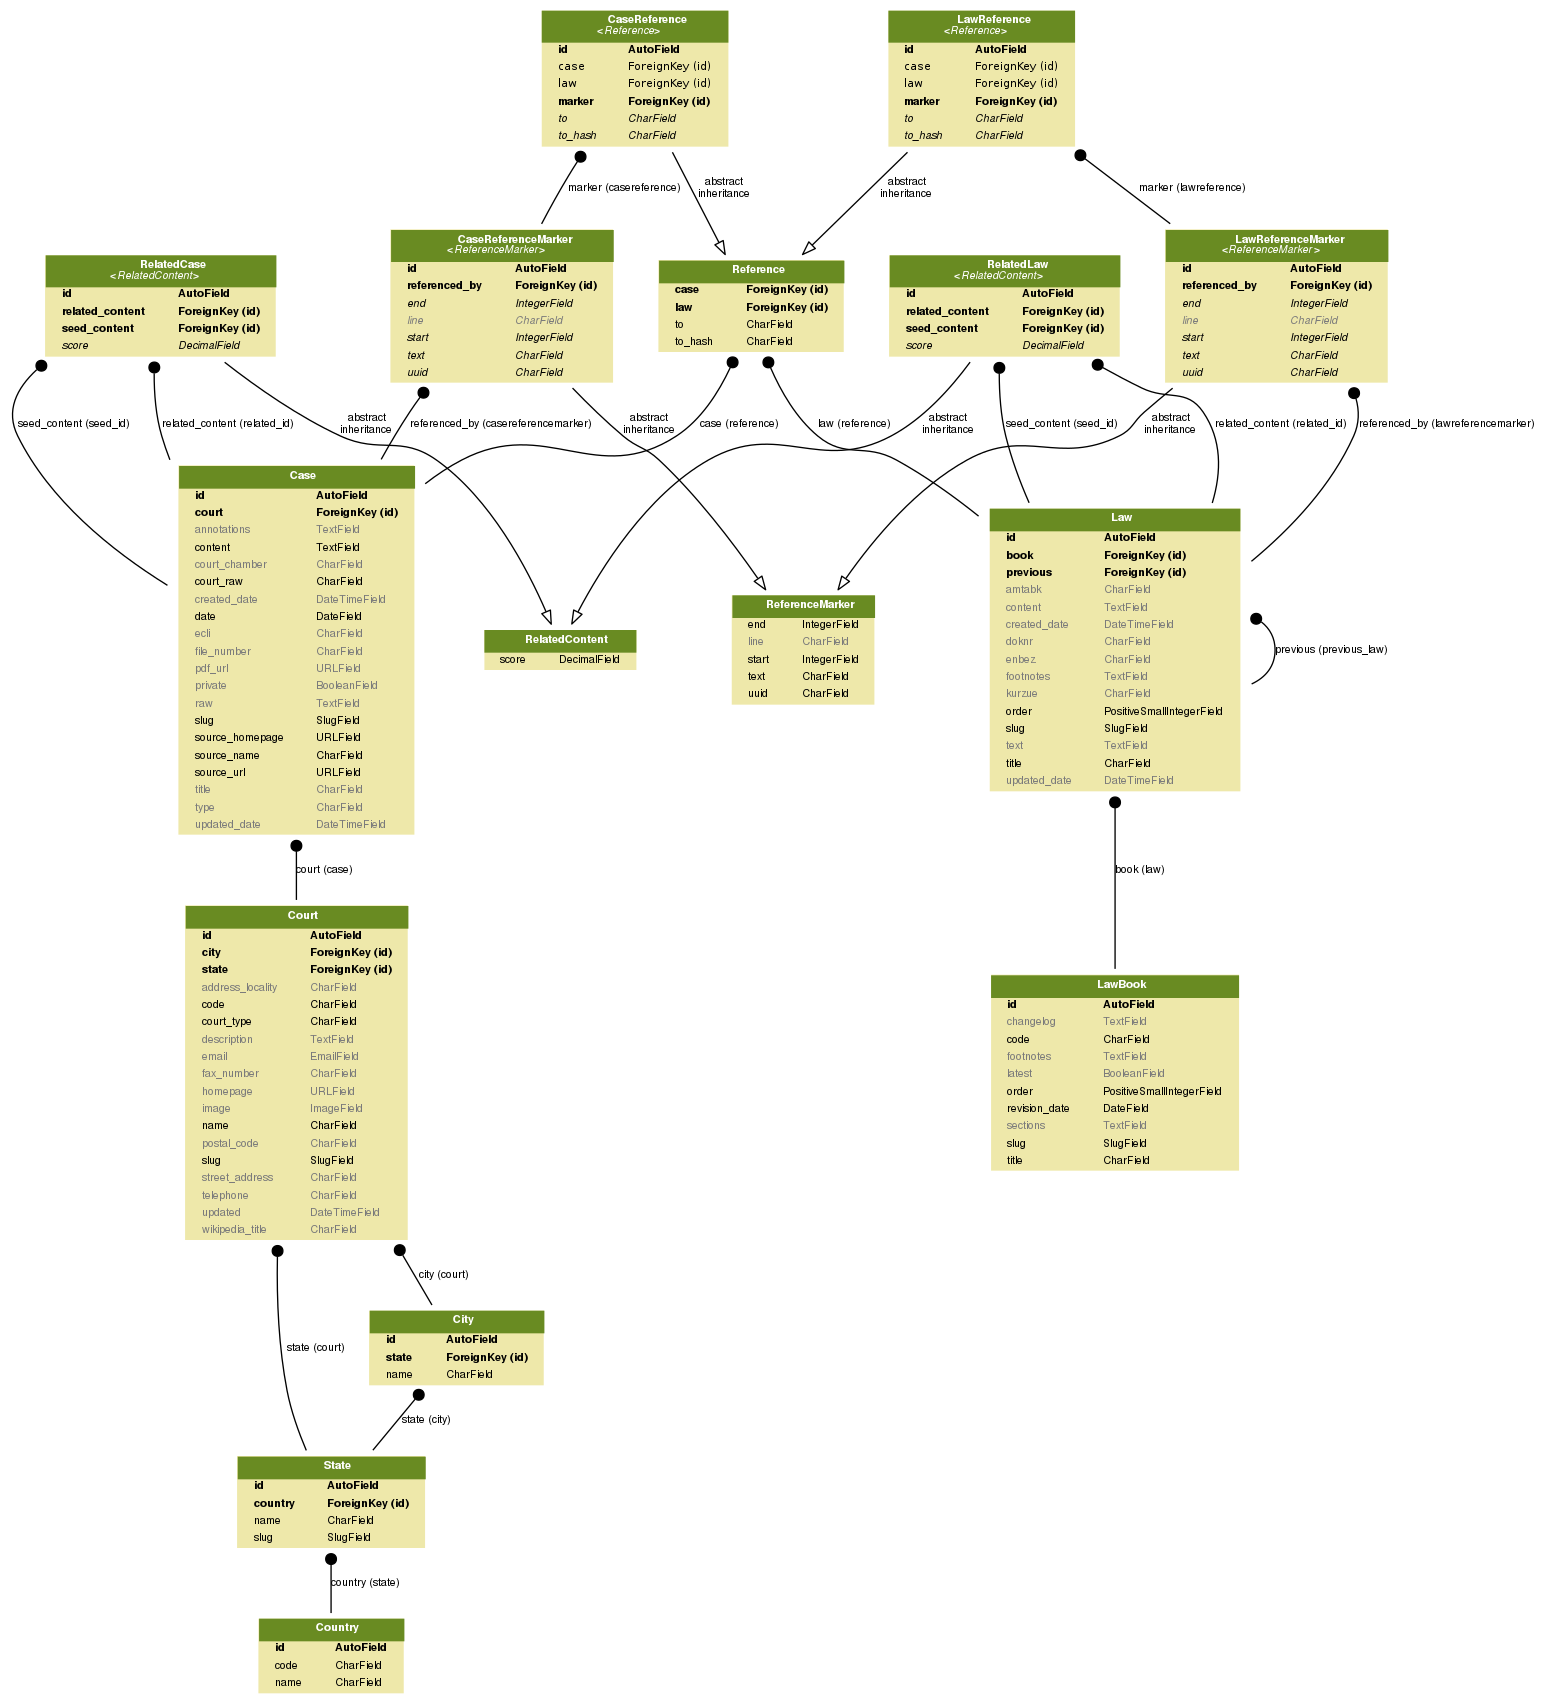 CaseReference
<Reference>
id AutoField
case ForeignKey (id)
law ForeignKey (id)
marker ForeignKey (id)
to CharField
to_hash CharField
LawReference
<Reference>
id AutoField
case ForeignKey (id)
law ForeignKey (id)
marker ForeignKey (id)
to CharField
to_hash CharField
marker (casereference)
abstract
inheritance
abstract
inheritance
marker (lawreference)
RelatedCase
<RelatedContent>
id AutoField
related_content ForeignKey (id)
seed_content ForeignKey (id)
score DecimalField
CaseReferenceMarker
<ReferenceMarker>
id AutoField
referenced_by ForeignKey (id)
end IntegerField
line CharField
start IntegerField
text CharField
uuid CharField
Reference
case ForeignKey (id)
law ForeignKey (id)
to CharField
to_hash CharField
RelatedLaw
<RelatedContent>
id AutoField
related_content ForeignKey (id)
seed_content ForeignKey (id)
score DecimalField
LawReferenceMarker
<ReferenceMarker>
id AutoField
referenced_by ForeignKey (id)
end IntegerField
line CharField
start IntegerField
text CharField
uuid CharField
seed_content (seed_id)
related_content (related_id)
abstract
inheritance
referenced_by (casereferencemarker)
abstract
inheritance
case (reference)
law (reference)
abstract
inheritance
seed_content (seed_id)
abstract
inheritance
related_content (related_id)
referenced_by (lawreferencemarker)
Case
id AutoField
court ForeignKey (id)
annotations TextField
content TextField
court_chamber CharField
court_raw CharField
created_date DateTimeField
date DateField
ecli CharField
file_number CharField
pdf_url URLField
private BooleanField
raw TextField
slug SlugField
source_homepage URLField
source_name CharField
source_url URLField
title CharField
type CharField
updated_date DateTimeField
RelatedContent
score DecimalField
ReferenceMarker
end IntegerField
line CharField
start IntegerField
text CharField
uuid CharField
Law
id AutoField
book ForeignKey (id)
previous ForeignKey (id)
amtabk CharField
content TextField
created_date DateTimeField
doknr CharField
enbez CharField
footnotes TextField
kurzue CharField
order PositiveSmallIntegerField
slug SlugField
text TextField
title CharField
updated_date DateTimeField
previous (previous_law)
court (case)
book (law)
Court
id AutoField
city ForeignKey (id)
state ForeignKey (id)
address_locality CharField
code CharField
court_type CharField
description TextField
email EmailField
fax_number CharField
homepage URLField
image ImageField
name CharField
postal_code CharField
slug SlugField
street_address CharField
telephone CharField
updated DateTimeField
wikipedia_title CharField
LawBook
id AutoField
changelog TextField
code CharField
footnotes TextField
latest BooleanField
order PositiveSmallIntegerField
revision_date DateField
sections TextField
slug SlugField
title CharField
city (court)
state (court)
City
id AutoField
state ForeignKey (id)
name CharField
state (city)
State
id AutoField
country ForeignKey (id)
name CharField
slug SlugField
country (state)
Country
id AutoField
code CharField
name CharField